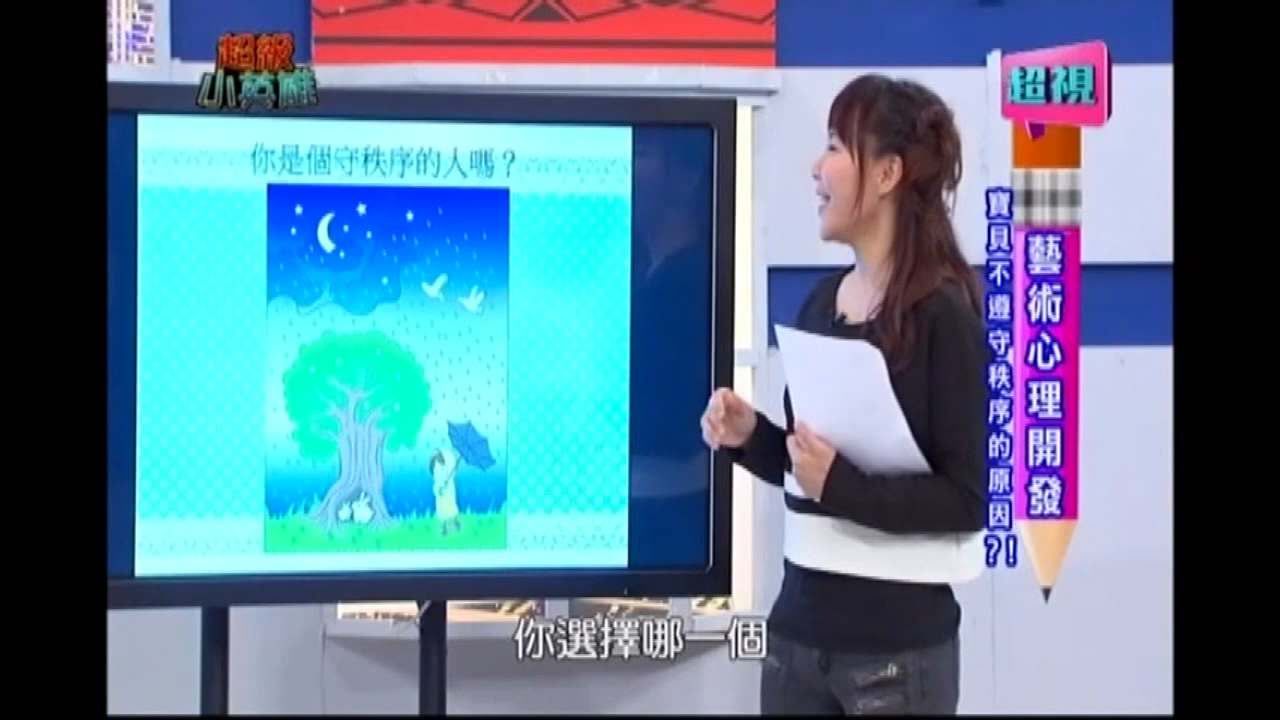 超級
小英雄
超視
你是個守秩序的人嗎？
藝術心理開發
寶貝不遵守秩序的原因?!
你選擇哪一個